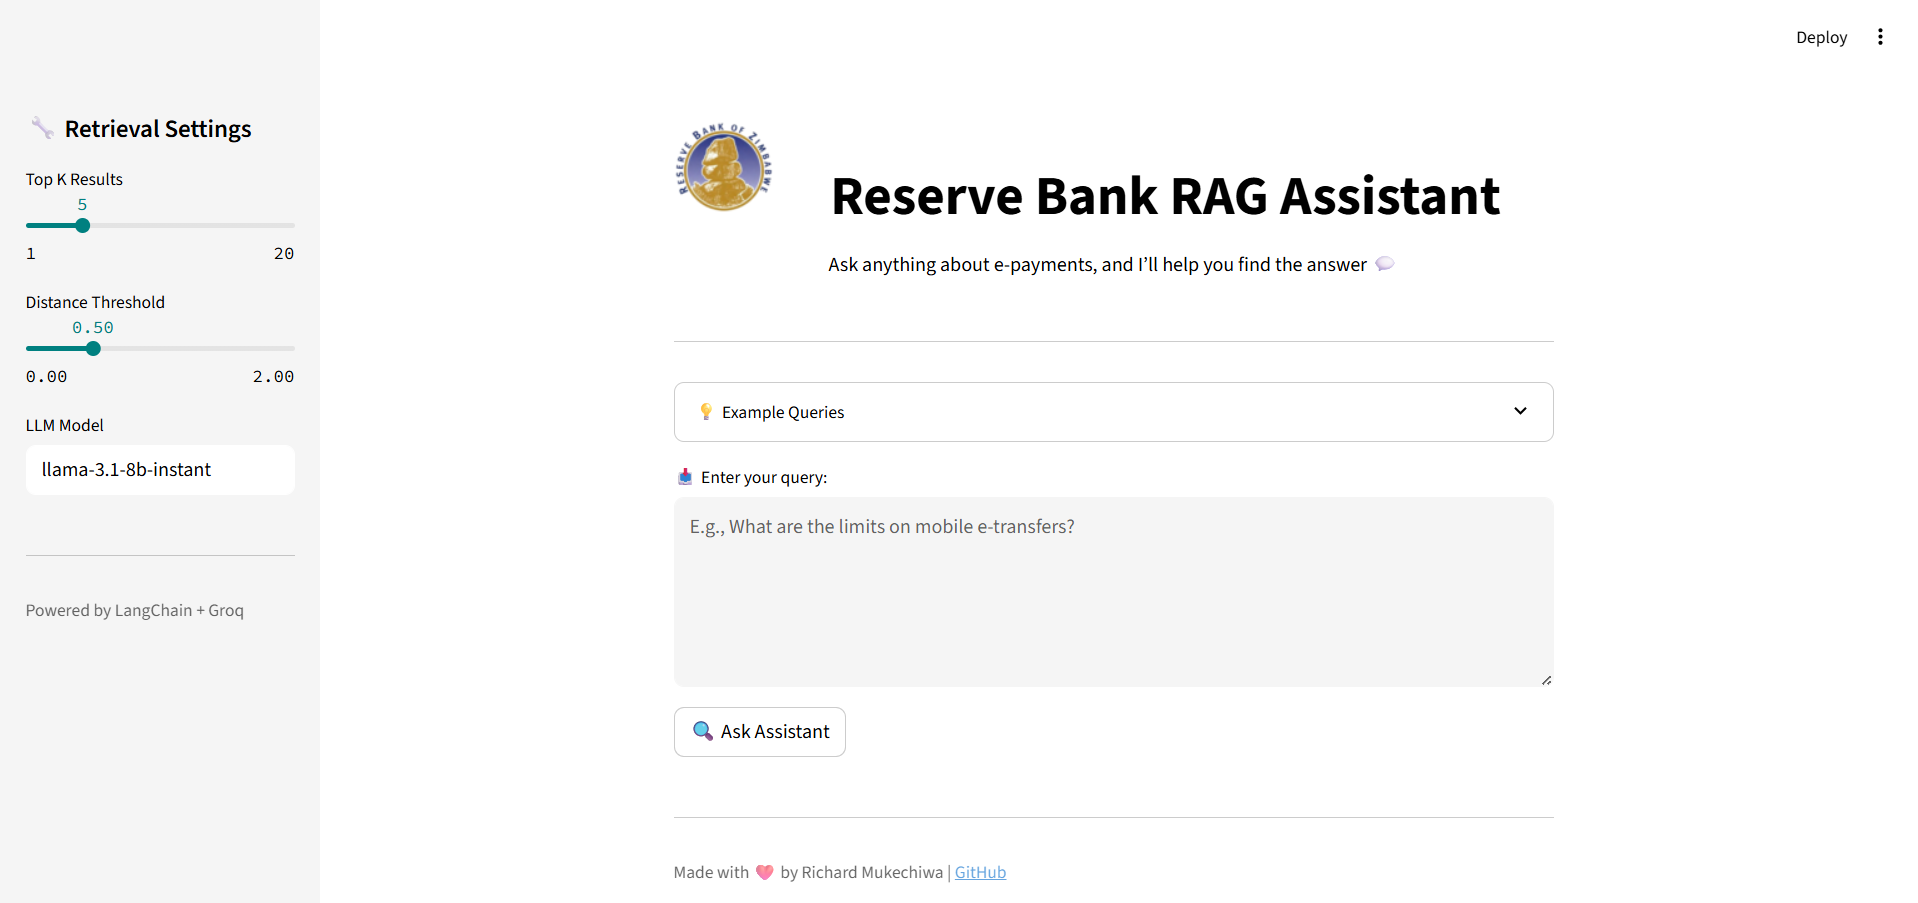 Deploy
Retrieval Settings
Top K Results
5
1 20
Distance Threshold
0.50
0.00 2.00
LLM Model
llama-3.1-8b-instant
Powered by LangChain + Groq
RESERVE BANK OF ZIMBABWE
Reserve Bank RAG Assistant
Ask anything about e-payments, and I’ll help you find the answer
Example Queries
Enter your query:
E.g., What are the limits on mobile e-transfers?
Ask Assistant
Made with ❤ by Richard Mukechiwa | GitHub